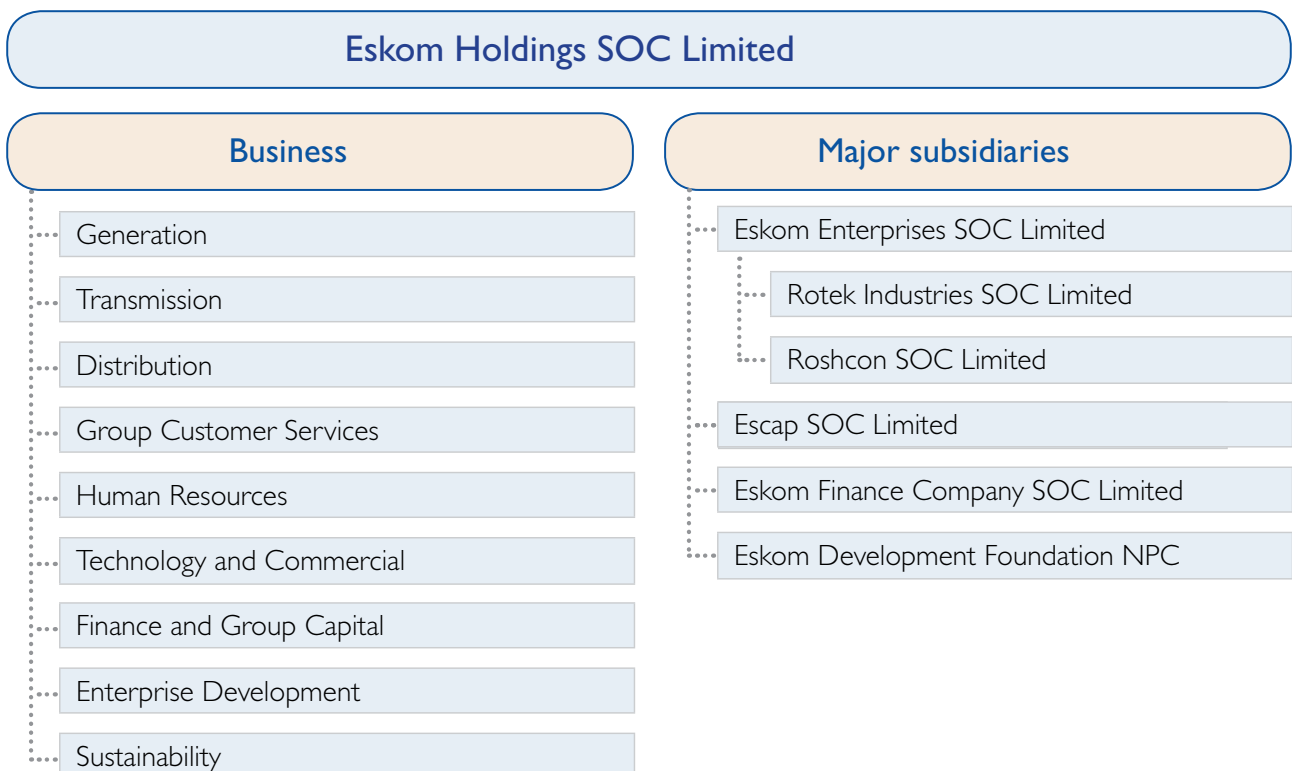 Eskom Holdings SOC Limited
Business
Generation
Transmission
Distribution
Group Customer Services
Human Resources
Technology and Commercial
Finance and Group Capital
Enterprise Development
Sustainability
Major subsidiaries
Eskom Enterprises SOC Limited
Rotek Industries SOC Limited
Roshcon SOC Limited
Escap SOC Limited
Eskom Finance Company SOC Limited
Eskom Development Foundation NPC